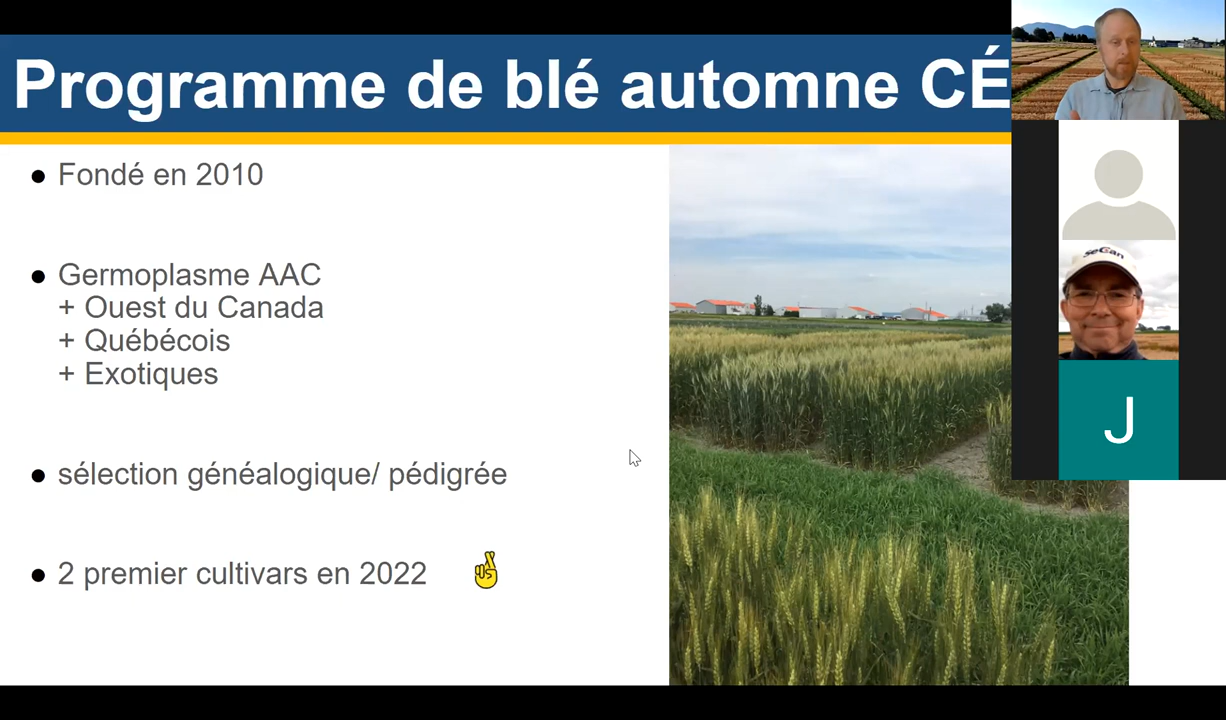 Programme de blé automne CÉ
● Fondé en 2010
● Germoplasme AAC
+ Ouest du Canada
+ Québécois
+ Exotiques
● sélection généalogique/ pédigrée
● 2 premier cultivars en 2022
SeCan
J